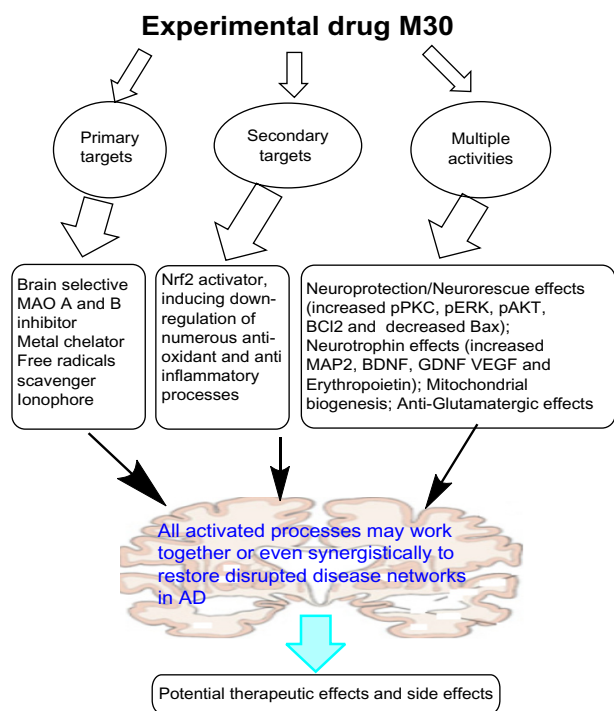 Experimental drug M30
Primary
targets
Secondary
targets
Multiple
activities
Brain selective
MAO A and B
inhibitor
Metal chelator
Free radicals
scavenger
Ionophore
Nrf2 activator,
inducing down-
regulation of
numerous anti-
oxidant and anti
inflammatory
processes
Neuroprotection/Neurorescue effects
(increased pPKC, pERK, pAKT,
BCl2 and decreased Bax);
Neurotrophin effects (increased
MAP2, BDNF, GDNF VEGF and
Erythropoietin); Mitochondrial
biogenesis; Anti-Glutamatergic effects
All activated processes may work
together or even synergistically to
restore disrupted disease networks
in AD
Potential therapeutic effects and side effects